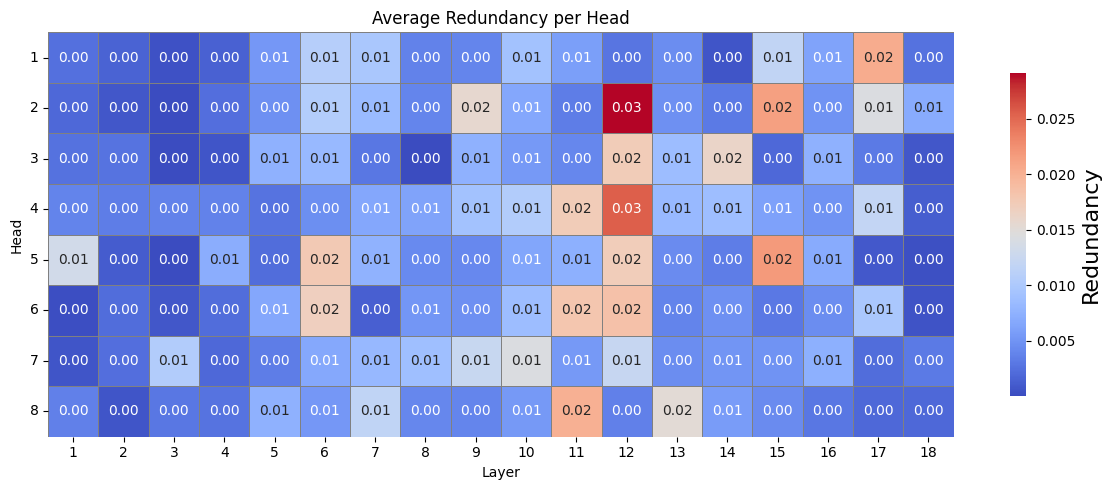 Average Redundancy per Head
1 0.00 0.00 0.00 0.00 0.01 0.01 0.01 0.00 0.00 0.01 0.01 0.00 0.00 0.00 0.01 0.01 0.02 0.00
2 0.00 0.00 0.00 0.00 0.00 0.01 0.01 0.00 0.02 0.01 0.00 0.03 0.00 0.00 0.02 0.00 0.01 0.01
3 0.00 0.00 0.00 0.00 0.01 0.01 0.00 0.00 0.01 0.01 0.00 0.02 0.01 0.02 0.00 0.01 0.00 0.00
4 0.00 0.00 0.00 0.00 0.00 0.00 0.01 0.01 0.01 0.01 0.02 0.03 0.01 0.01 0.01 0.00 0.01 0.00
5 0.01 0.00 0.00 0.01 0.00 0.02 0.01 0.00 0.00 0.01 0.01 0.02 0.00 0.00 0.02 0.01 0.00 0.00
6 0.00 0.00 0.00 0.00 0.01 0.02 0.00 0.01 0.00 0.01 0.02 0.02 0.00 0.00 0.00 0.00 0.01 0.00
7 0.00 0.00 0.01 0.00 0.00 0.01 0.01 0.01 0.01 0.01 0.01 0.01 0.00 0.01 0.00 0.01 0.00 0.00
8 0.00 0.00 0.00 0.00 0.01 0.01 0.01 0.00 0.00 0.01 0.02 0.00 0.02 0.01 0.00 0.00 0.00 0.00
1 2 3 4 5 6 7 8 9 10 11 12 13 14 15 16 17 18
Layer
Head
0.025
0.020
0.015
0.010
0.005
Redundancy